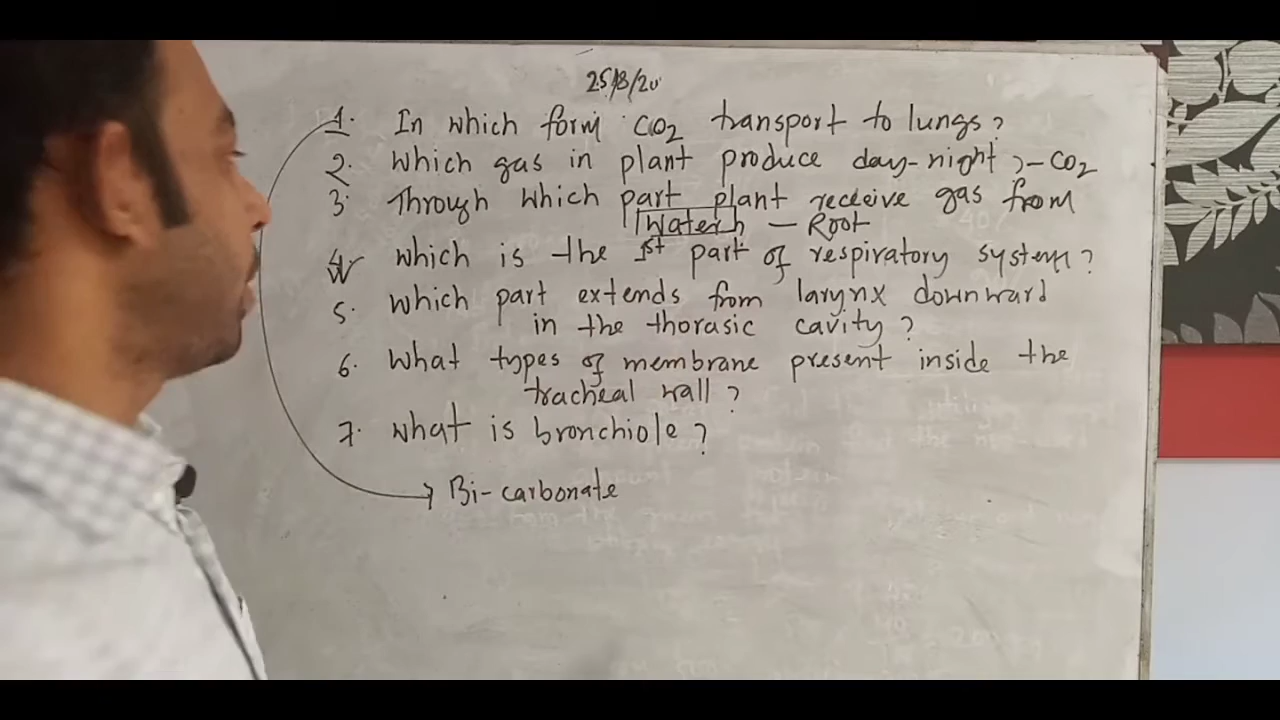 25/8/20
1. In which form CO2 transport to lungs?
2. which gas in plant produce day-night ? - CO2
3. Through which part plant receive gas from
Water? - Root
4. which is the 1st part of respiratory system?
5. which part extends from larynx downward
in the thorasic cavity?
6. what types of membrane present inside the
tracheal wall?
7. what is bronchiole?
Bi-carbonate